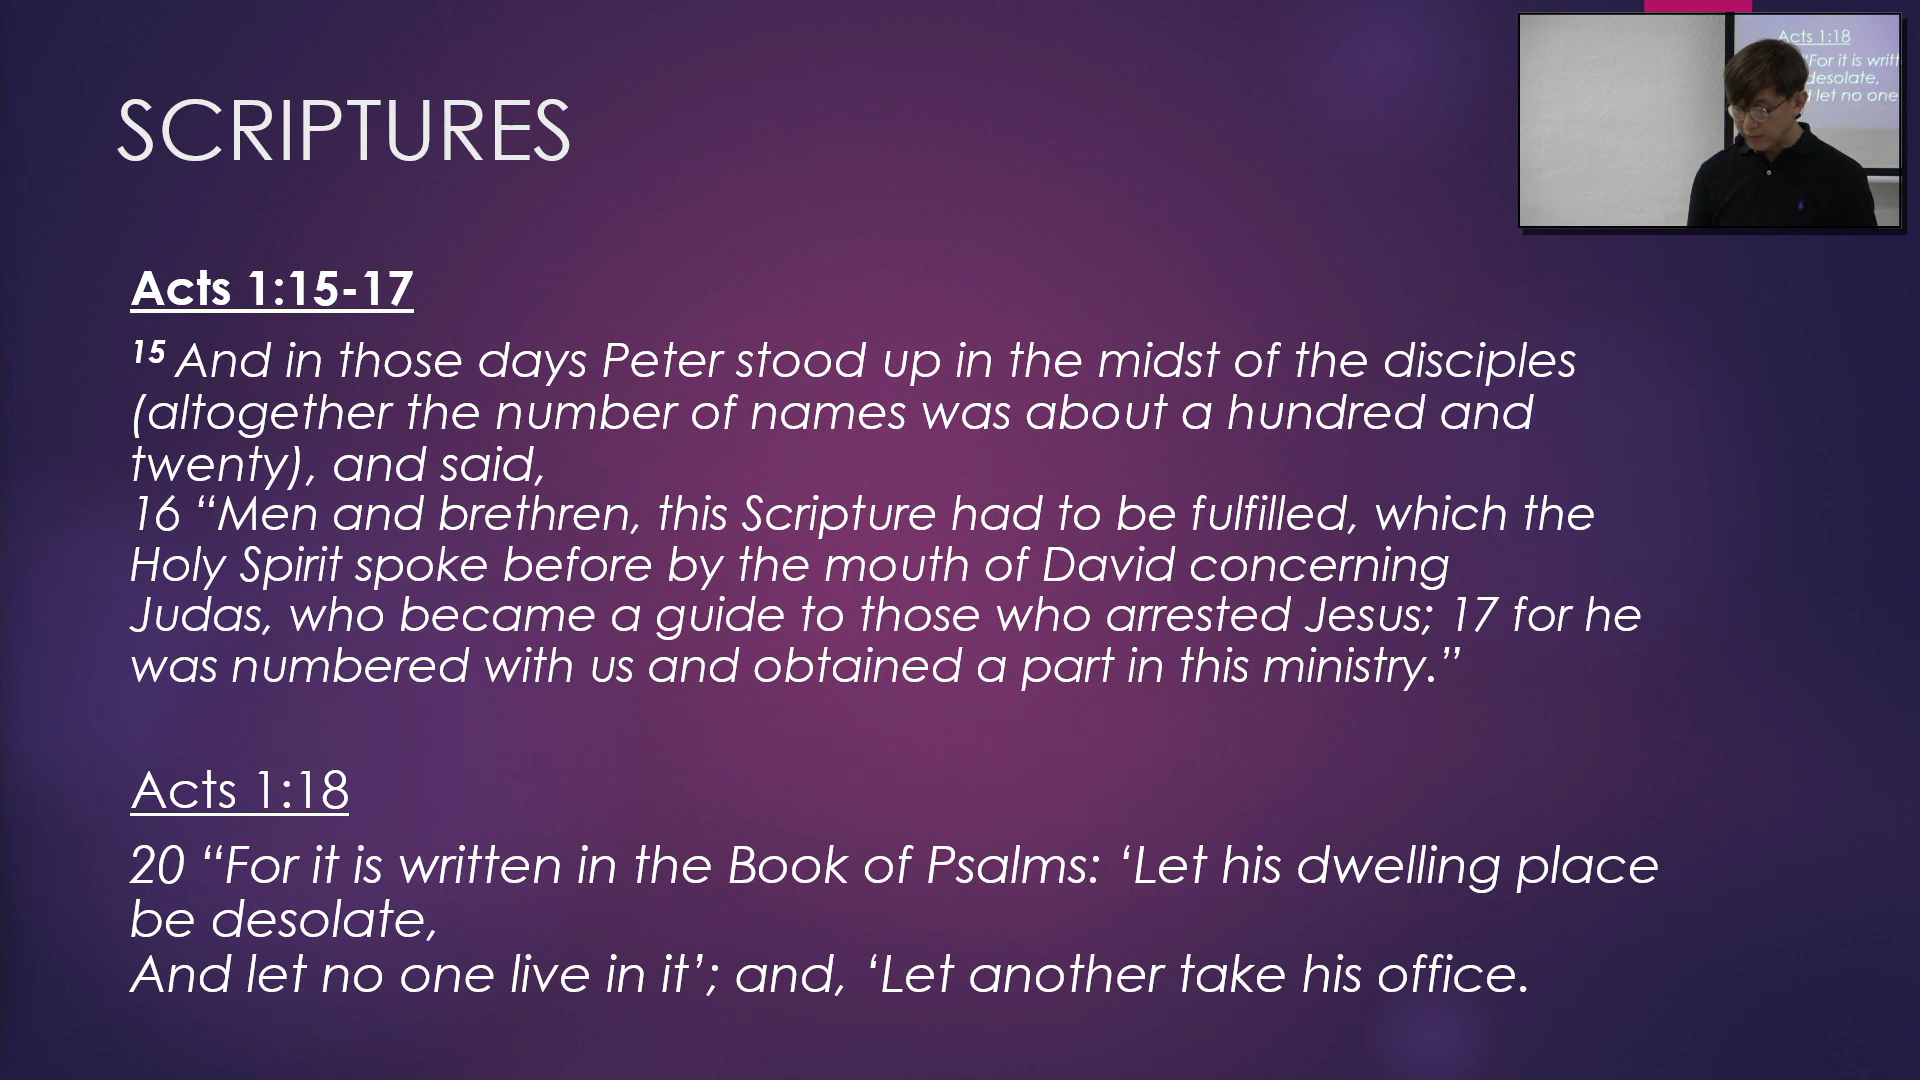 SCRIPTURES
Acts 1:15-17
15 And in those days Peter stood up in the midst of the disciples
(altogether the number of names was about a hundred and
twenty), and said,
16 “Men and brethren, this Scripture had to be fulfilled, which the
Holy Spirit spoke before by the mouth of David concerning
Judas, who became a guide to those who arrested Jesus; 17 for he
was numbered with us and obtained a part in this ministry.”
Acts 1:18
20 “For it is written in the Book of Psalms: ‘Let his dwelling place
be desolate,
And let no one live in it’; and, ‘Let another take his office.
Acts 1:18
“For it is writt
desolate,
let no one